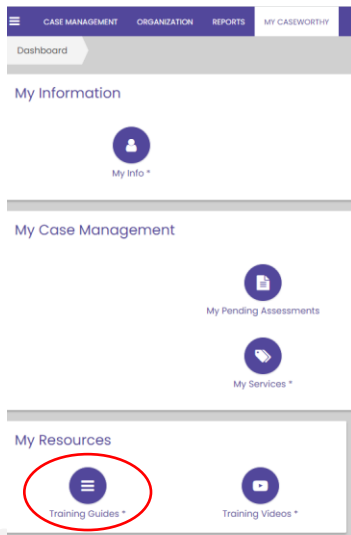 CASE MANAGEMENT ORGANIZATION REPORTS MY CASEWORTHY
Dashboard
My Information
My Info *
My Case Management
My Pending Assessments
My Services *
My Resources
Training Guides * Training Videos *